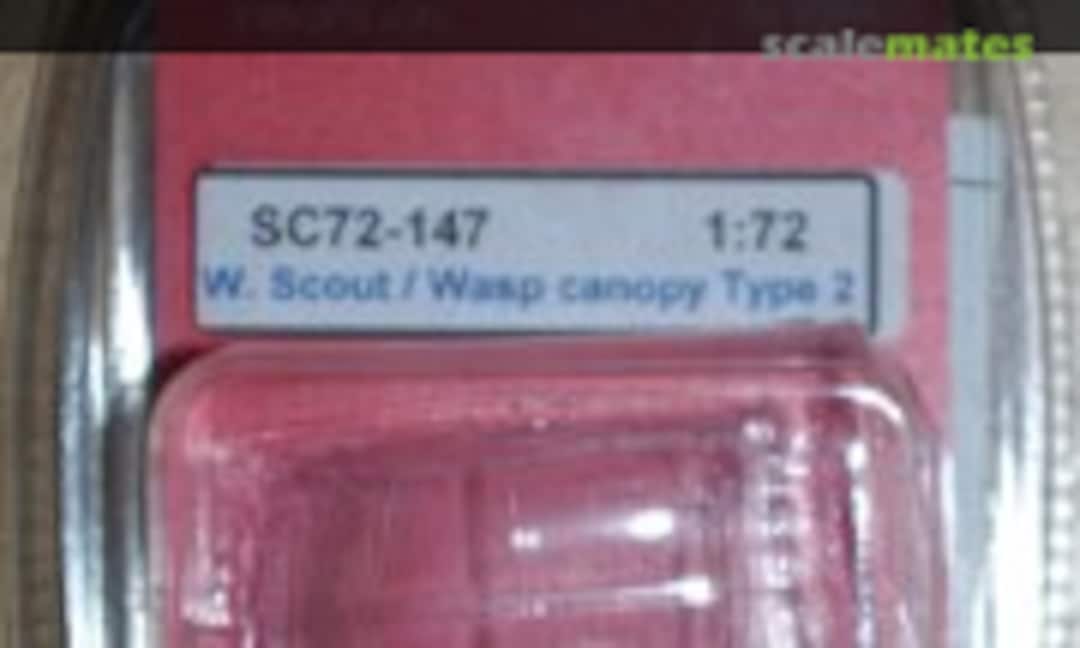 scalemates
SC72-147 1:72
W. Scout / Wasp canopy Type 2